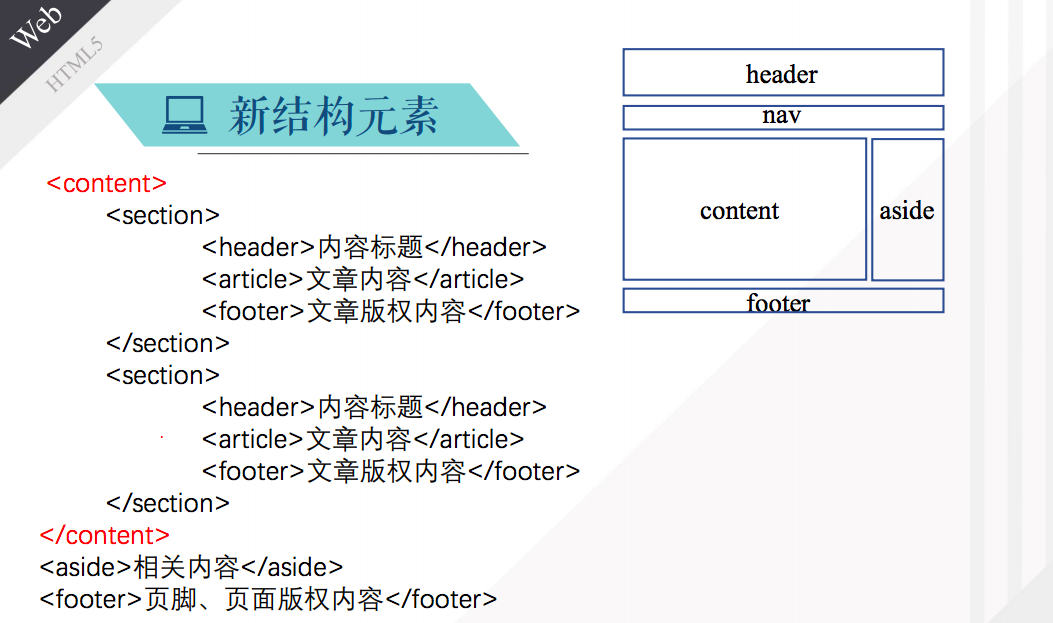 Web
HTML5
新结构元素
<content>
<section>
<header>内容标题</header>
<article>文章内容</article>
<footer>文章版权内容</footer>
</section>
<section>
<header>内容标题</header>
<article>文章内容</article>
<footer>文章版权内容</footer>
</section>
</content>
<aside>相关内容</aside>
<footer>页脚、页面版权内容</footer>
header
nav
content aside
footer